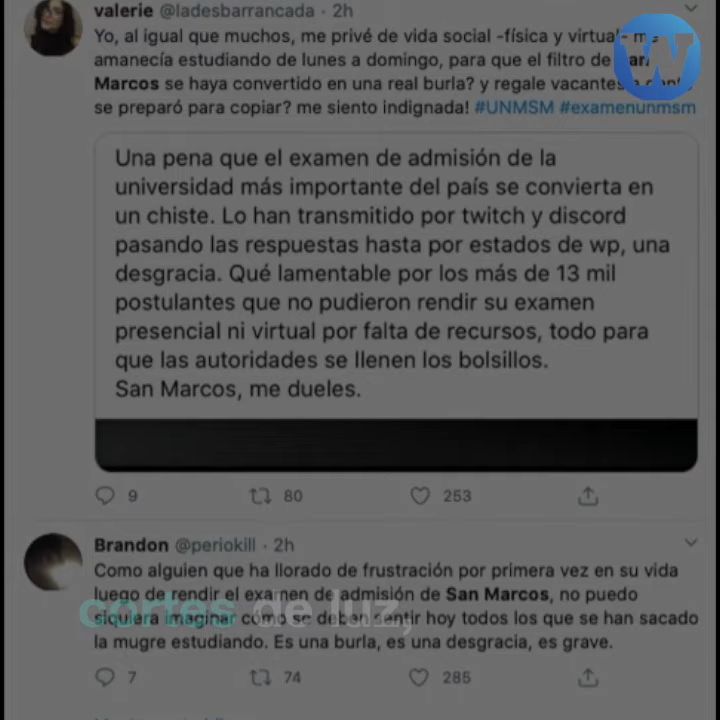 valerie @ladesbarrancada · 2h
Yo, al igual que muchos, me privé de vida social -física y virtual- me
amanecía estudiando de lunes a domingo, para que el filtro de
Marcos se haya convertido en una real burla? y regale vacantes a
se preparó para copiar? me siento indignada! #UNMSM #examenunmsm
W
Una pena que el examen de admisión de la
universidad más importante del país se convierta en
un chiste. Lo han transmitido por twitch y discord
pasando las respuestas hasta por estados de wp, una
desgracia. Qué lamentable por los más de 13 mil
postulantes que no pudieron rendir su examen
presencial ni virtual por falta de recursos, todo para
que las autoridades se llenen los bolsillos.
San Marcos, me dueles.
9 80 253
Brandon @periokill · 2h
Como alguien que ha llorado de frustración por primera vez en su vida
luego de rendir el examen de admisión de San Marcos, no puedo
siquiera imaginar se deben sentir hoy todos los que se han sacado
la mugre estudiando. Es una burla, es una desgracia, es grave.
cortes de luz,
7 74 285